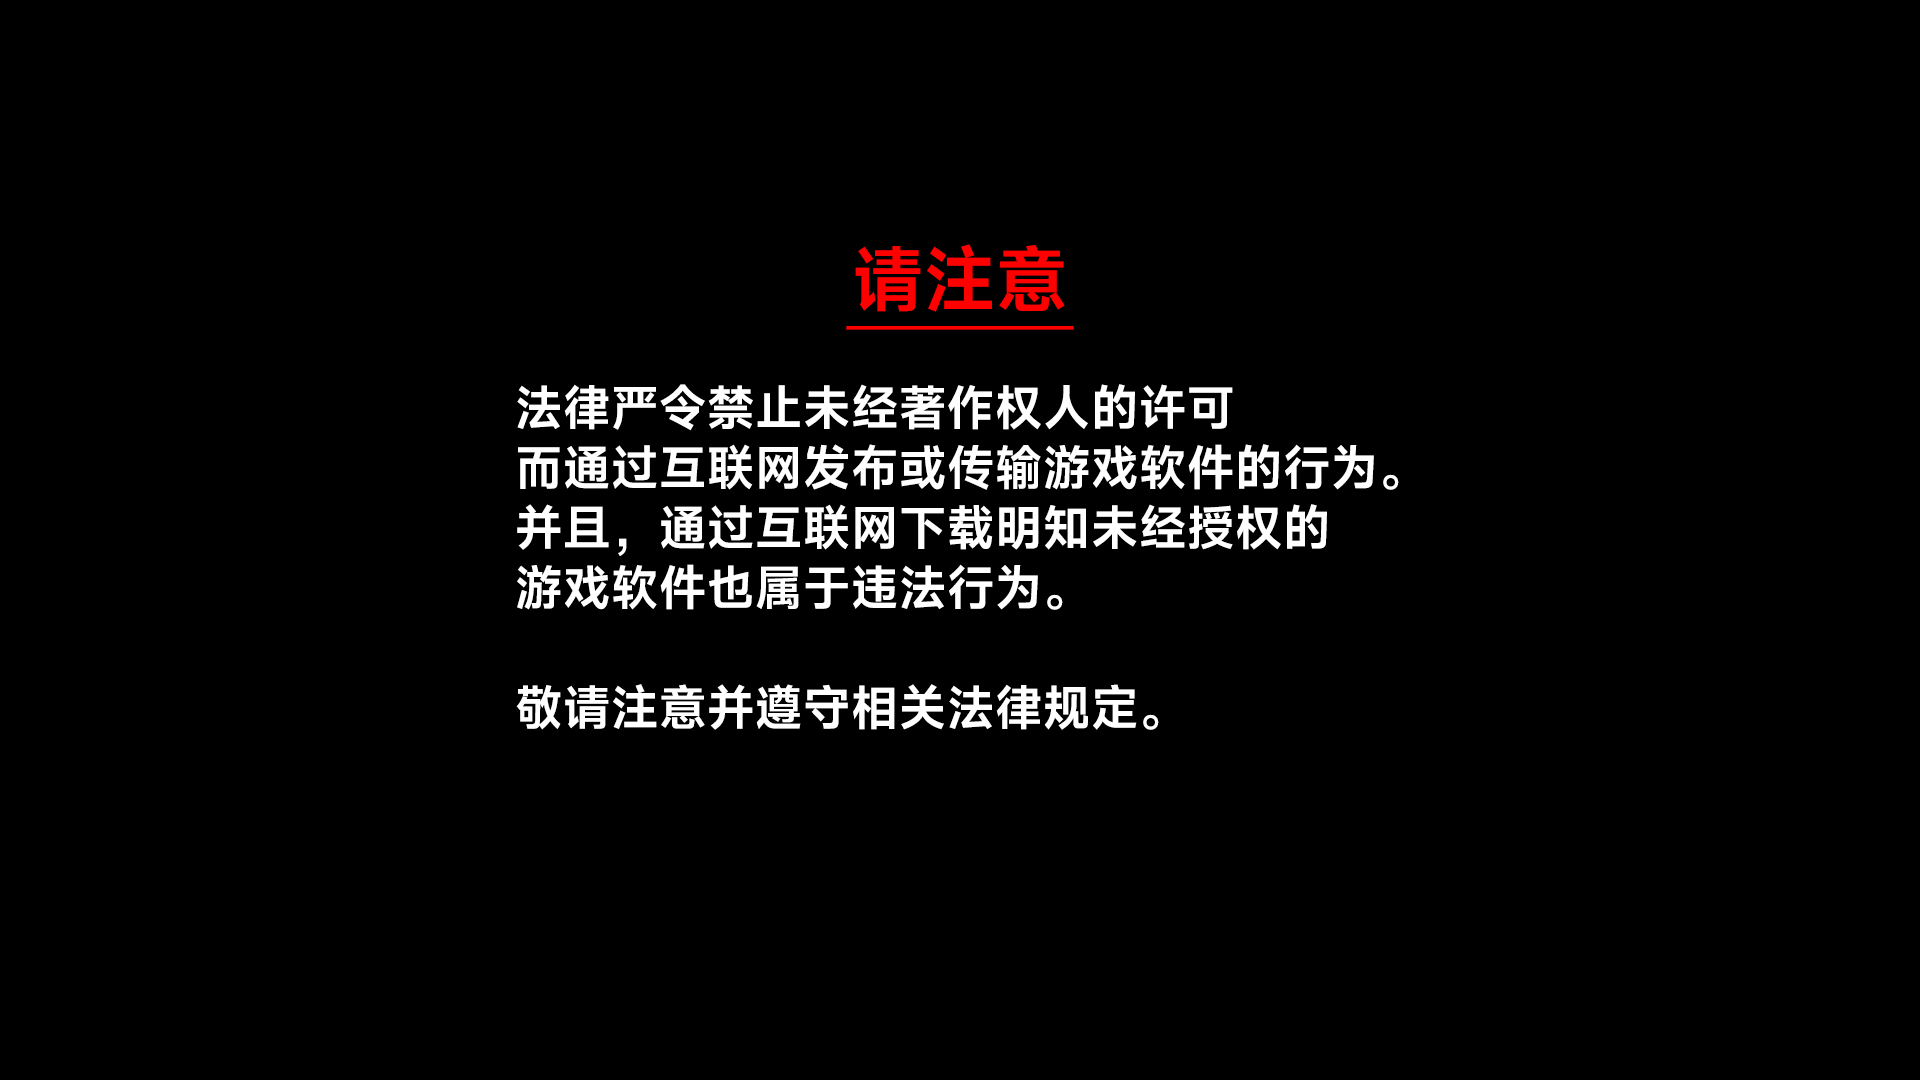 请注意
法律严令禁止未经著作权人的许可
而通过互联网发布或传输游戏软件的行为。
并且，通过互联网下载明知未经授权的
游戏软件也属于违法行为。
敬请注意并遵守相关法律规定。